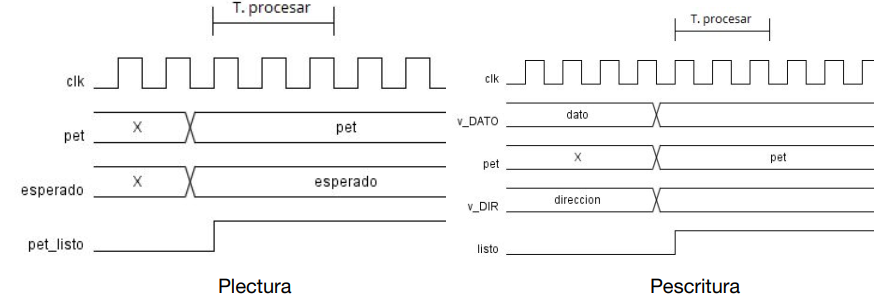 T. procesar
clk
pet
X
pet
esperado
X
esperado
pet_listo
Plectura
T. procesar
clk
v_DATO
dato
pet
X
pet
v_DIR
direccion
listo
Pescritura